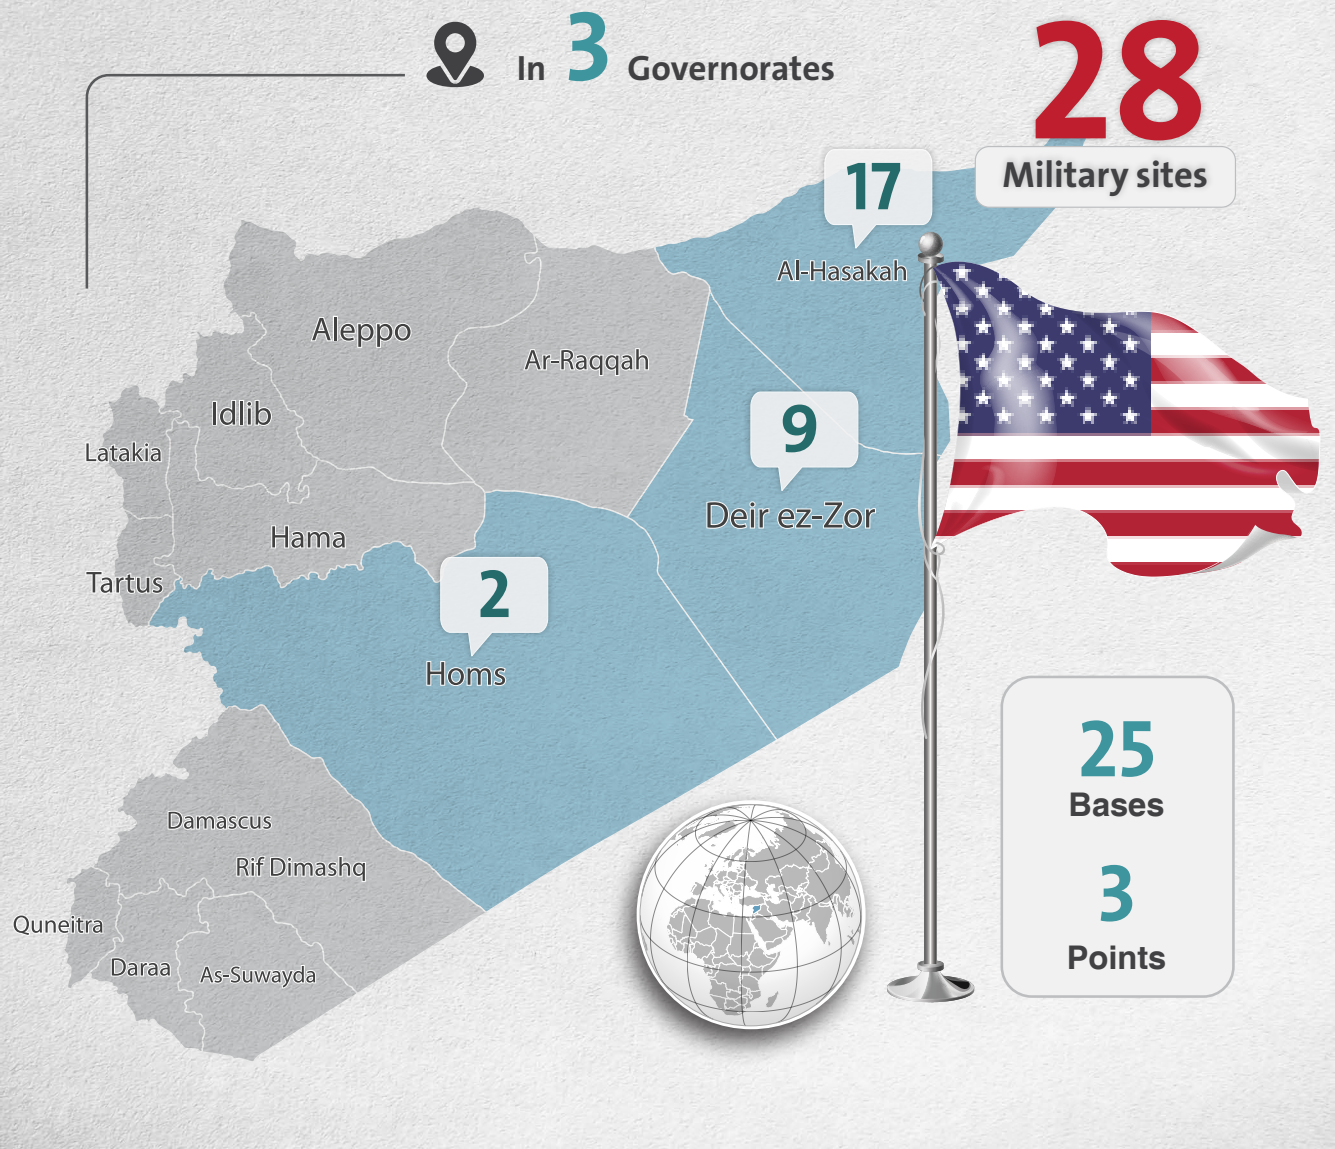 In 3 Governorates
28
Military sites
17
Al-Hasakah
Aleppo
Ar-Raqqah
Idlib
9
Latakia
Deir ez-Zor
Hama
Tartus
2
Homs
25
Bases
3
Points
Damascus
Rif Dimashq
Quneitra
Daraa
As-Suwayda